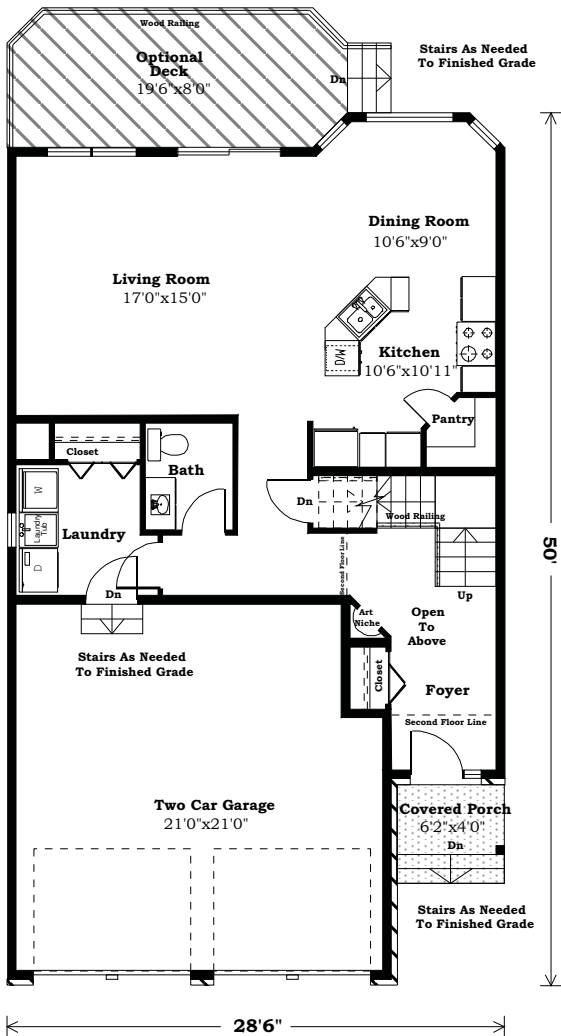 Wood Railing
Optional
Deck
19'6"x8'0"
Dn
Stairs As Needed
To Finished Grade
Dining Room
10'6"x9'0"
Living Room
17'0"x15'0"
D/W
Kitchen
10'6"x10'11"
Pantry
Closet
Bath
W
Laundry
Tub
D
Laundry
Dn
Wood Railing
Second Floor Line
Up
Dn
Art
Niche
Open
To
Above
Stairs As Needed
To Finished Grade
Closet
Foyer
Second Floor Line
Two Car Garage
21'0"x21'0"
Covered Porch
6'2"x4'0"
Dn
Stairs As Needed
To Finished Grade
50'
28'6"